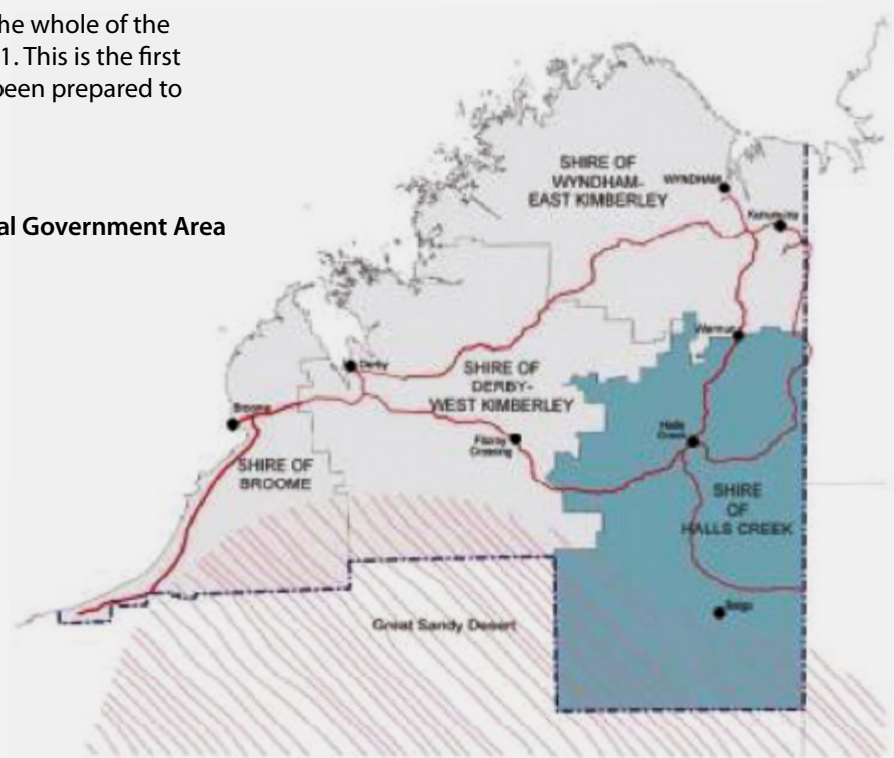 he whole of the
1. This is the first
been prepared to
al Government Area
SHIRE OF
WYNDHAM-
EAST KIMBERLEY
WYNDHAM
Kununurra
Warmun
Derby
SHIRE OF
DERBY-
WEST KIMBERLEY
Broome
Halls
Creek
Fitzroy
Crossing
SHIRE OF
BROOME
SHIRE
OF
HALLS CREEK
Balgo
Great Sandy Desert